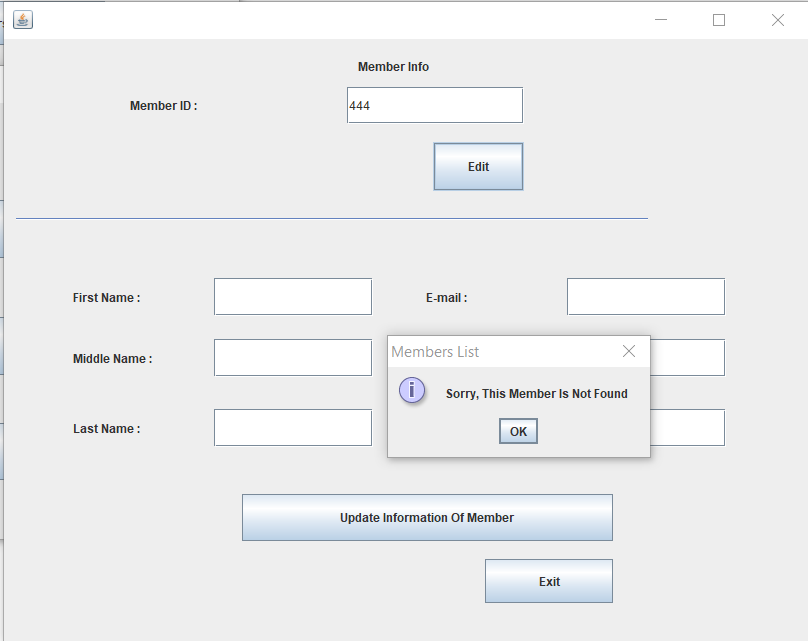 Member Info
Member ID :
444
Edit
First Name :
E-mail :
Middle Name :
Members List
Sorry, This Member Is Not Found
OK
Last Name :
Update Information Of Member
Exit